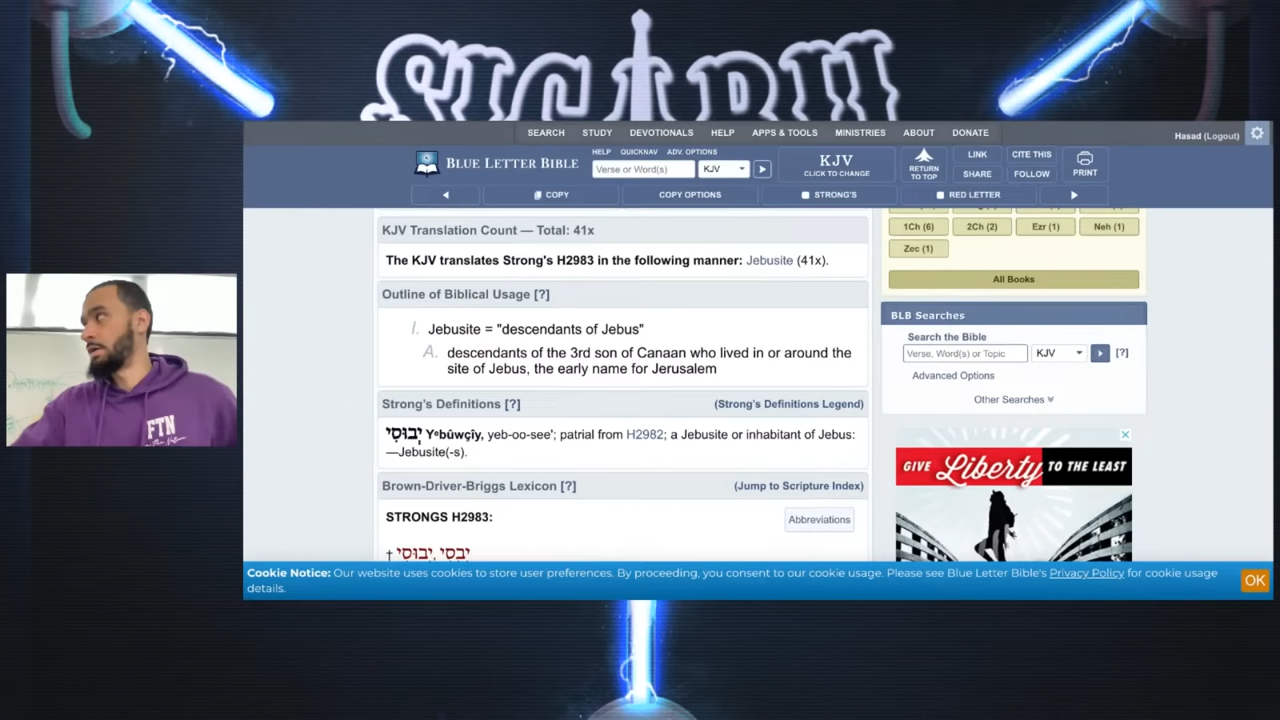 SICARII
SEARCH STUDY DEVOTIONALS HELP APPS & TOOLS MINISTRIES ABOUT DONATE
Hasad (Logout)
BLUE LETTER BIBLE
HELP QUICKNAV ADV. OPTIONS
Verse or Word(s) KJV
KJV
CLICK TO CHANGE
RETURN
TO TOP
LINK CITE THIS
SHARE FOLLOW
PRINT
COPY COPY OPTIONS STRONG'S RED LETTER
KJV Translation Count — Total: 41x
The KJV translates Strong's H2983 in the following manner: Jebusite (41x).
Outline of Biblical Usage [?]
I. Jebusite = "descendants of Jebus"
A. descendants of the 3rd son of Canaan who lived in or around the
site of Jebus, the early name for Jerusalem
Strong's Definitions [?] (Strong's Definitions Legend)
יְבוּסִי Yᵉbûwçîy, yeb-oo-see'; patrial from H2982; a Jebusite or inhabitant of Jebus:
—Jebusite(-s).
Brown-Driver-Briggs Lexicon [?] (Jump to Scripture Index)
STRONGS H2983:
Abbreviations
† יְבוּסִי, יְבֻסִי
1Ch (6) 2Ch (2) Ezr (1) Neh (1)
Zec (1)
All Books
BLB Searches
Search the Bible
Verse, Word(s) or Topic KJV [?]
Advanced Options
Other Searches
GIVE Liberty TO THE LEAST
FTN
Cookie Notice: Our website uses cookies to store user preferences. By proceeding, you consent to our cookie usage. Please see Blue Letter Bible's Privacy Policy for cookie usage
details.
OK